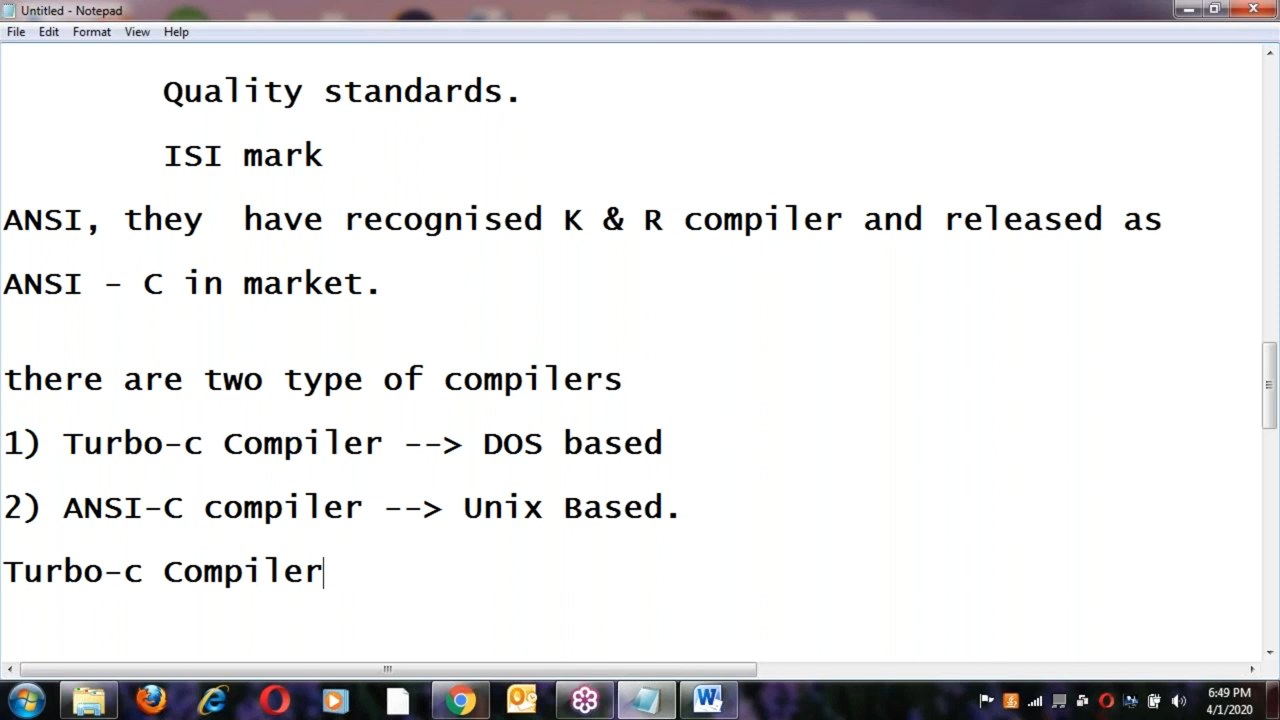 Untitled - Notepad
File Edit Format View Help
Quality standards.
ISI mark
ANSI, they  have recognised K & R compiler and released as
ANSI - C in market.
there are two type of compilers
1) Turbo-c Compiler --> DOS based
2) ANSI-C compiler --> Unix Based.
Turbo-c Compiler
6:49 PM
4/1/2020